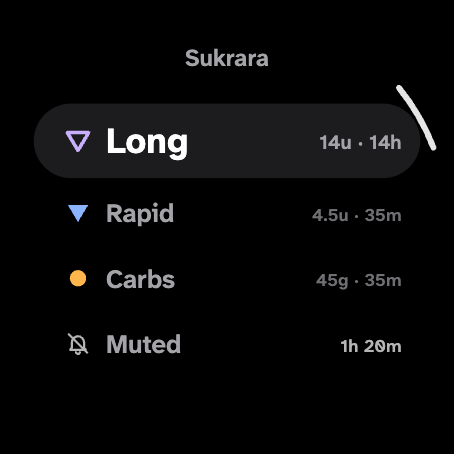 Sukrara
Long 14u · 14h
Rapid 4.5u · 35m
Carbs 45g · 35m
Muted 1h 20m